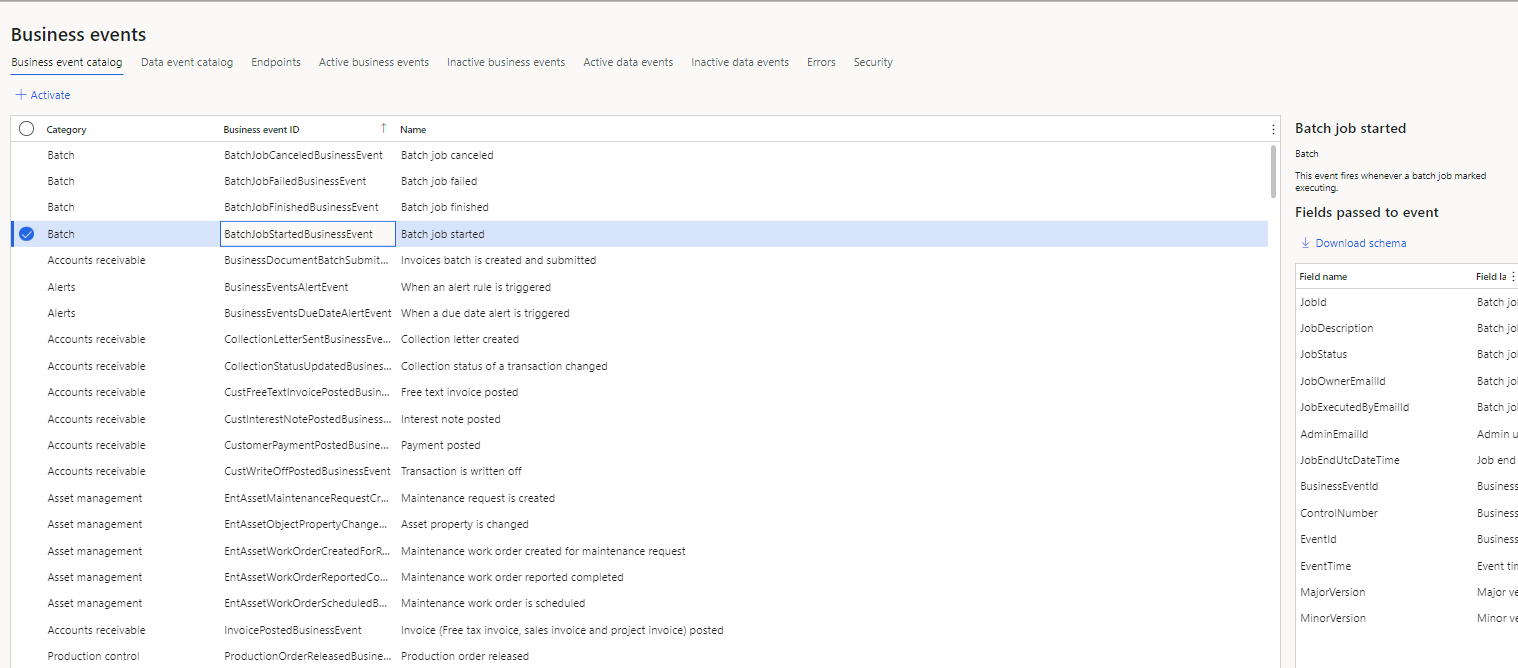 Business events
Business event catalog Data event catalog Endpoints Active business events Inactive business events Active data events Inactive data events Errors Security
+ Activate
Category Business event ID ↑ Name
Batch BatchJobCanceledBusinessEvent Batch job canceled
Batch BatchJobFailedBusinessEvent Batch job failed
Batch BatchJobFinishedBusinessEvent Batch job finished
Batch BatchJobStartedBusinessEvent Batch job started
Accounts receivable BusinessDocumentBatchSubmit... Invoices batch is created and submitted
Alerts BusinessEventsAlertEvent When an alert rule is triggered
Alerts BusinessEventsDueDateAlertEvent When a due date alert is triggered
Accounts receivable CollectionLetterSentBusinessEve... Collection letter created
Accounts receivable CollectionStatusUpdatedBusines... Collection status of a transaction changed
Accounts receivable CustFreeTextInvoicePostedBusin... Free text invoice posted
Accounts receivable CustInterestNotePostedBusiness... Interest note posted
Accounts receivable CustomerPaymentPostedBusine... Payment posted
Accounts receivable CustWriteOffPostedBusinessEvent Transaction is written off
Asset management EntAssetMaintenanceRequestCr... Maintenance request is created
Asset management EntAssetObjectPropertyChange... Asset property is changed
Asset management EntAssetWorkOrderCreatedForR... Maintenance work order created for maintenance request
Asset management EntAssetWorkOrderReportedCo... Maintenance work order reported completed
Asset management EntAssetWorkOrderScheduledB... Maintenance work order is scheduled
Accounts receivable InvoicePostedBusinessEvent Invoice (Free tax invoice, sales invoice and project invoice) posted
Production control ProductionOrderReleasedBusine... Production order released
Batch job started
Batch
This event fires whenever a batch job marked
executing.
Fields passed to event
Download schema
Field name Field la
JobId Batch jo
JobDescription Batch jo
JobStatus Batch jo
JobOwnerEmailId Batch jo
JobExecutedByEmailId Batch jo
AdminEmailId Admin u
JobEndUtcDateTime Job end
BusinessEventId Business
ControlNumber Business
EventId Business
EventTime Event tim
MajorVersion Major ve
MinorVersion Minor ve